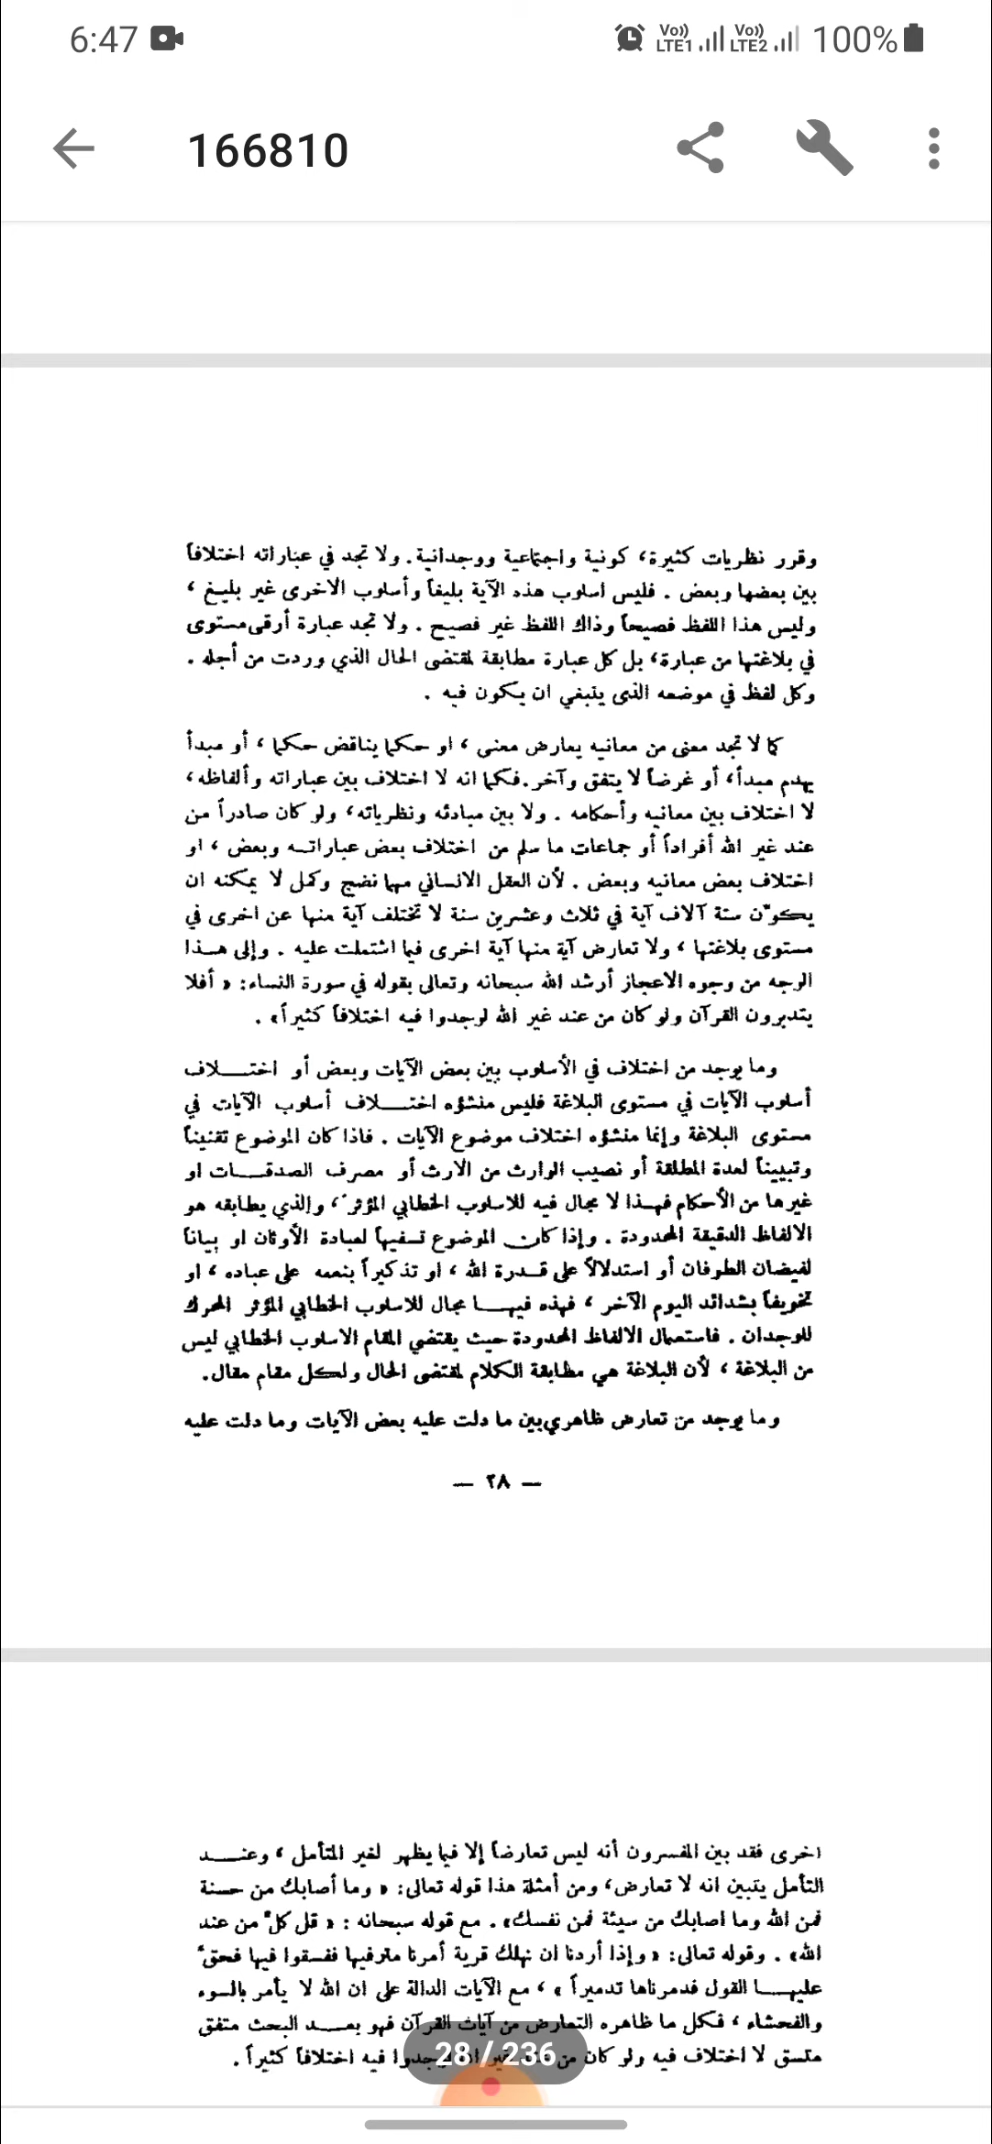 6:47
Vo)) LTE1 Vo)) LTE2 100%
166810
وقرر نظريات كثيرة، كونية واجتماعية ووجدانية. ولا تجد في عباراته اختلافاً
بين بعضها وبعض . فليس اسلوب هذه الآية بليغاً وأسلوب الاخرى غير بليغ ،
وليس هذا اللفظ فصيحاً وذاك اللفظ غير فصيح . ولا تجد عبارة أرقى مستوى
في بلاغتها من عبارة، بل كل عبارة مطابقة لمقتضى الحال الذي وردت من أجله .
وكل لفظ في موضعه الذى ينبغي ان يكون فيه .
كما لا تجد معنى من معانيه يعارض معنى ، او حكما يناقض حكما ، أو مبدأ
يهدم مبدأ، أو غرضاً لا يتفق وآخر. فكما انه لا اختلاف بين عباراته وألفاظه،
لا اختلاف بين معانيه وأحكامه . ولا بين مبادئه ونظرياته، ولو كان صادراً من
عند غير الله أفراداً أو جماعات ما سلم من اختلاف بعض عباراته وبعض ، او
اختلاف بعض معانيه وبعض . لأن العقل الانساني مهما نضج وكمل لا يمكنه ان
يكوّن ستة آلاف آية في ثلاث وعشرين سنة لا تختلف آية منها عن اخرى في
مستوى بلاغتها ، ولا تعارض آية منها آية اخرى فيما اشتملت عليه . وإلى هذا
الوجه من وجوه الاعجاز أرشد الله سبحانه وتعالى بقوله في سورة النساء: « أفلا
يتدبرون القرآن ولو كان من عند غير الله لوجدوا فيه اختلافاً كثيراً» .
وما يوجد من اختلاف في الأسلوب بين بعض الآيات وبعض أو اختلاف
أسلوب الآيات في مستوى البلاغة فليس منشؤه اختلاف أسلوب الآيات في
مستوى البلاغة وإنما منشؤه اختلاف موضوع الآيات . فاذا كان الموضوع تقنيناً
وتبييناً لعدة المطلقة أو نصيب الوارث من الارث أو مصرف الصدقات او
غيرها من الأحكام فهذا لا مجال فيه للاسلوب الخطابي المؤثر ، والذي يطابقه هو
الالفاظ الدقيقة المحدودة . وإذا كان الموضوع تسفيهاً لعبادة الأوثان او بياناً
لفيضان الطوفان أو استدلالاً على قدرة الله ، او تذكيراً بنعمه على عباده ، او
تخويفاً بشدائد اليوم الآخر ، فهذه فيها مجال للاسلوب الخطابي المؤثر المحرك
للوجدان . فاستعمال الالفاظ المحدودة حيث يقتضي المقام الاسلوب الخطابي ليس
من البلاغة ، لأن البلاغة هي مطابقة الكلام لمقتضى الحال ولكل مقام مقال.
وما يوجد من تعارض ظاهري بين ما دلت عليه بعض الآيات وما دلت عليه
— ٢٨ —
اخرى فقد بين المفسرون أنه ليس تعارضاً إلا فيما يظهر لغير المتأمل ، وعند
التأمل يتبين انه لا تعارض، ومن أمثلة هذا قوله تعالى: « وما أصابك من حسنة
فمن الله وما اصابك من سيئة فمن نفسك» . مع قوله سبحانه : « قل كلّ من عند
الله» . وقوله تعالى: « وإذا أردنا ان نهلك قرية أمرنا مترفيها ففسقوا فيها فحقّ
عليها القول فدمرناها تدميراً » ، مع الآيات الدالة على ان الله لا يأمر بالسوء
والفحشاء ، فكل ما ظاهره التعارض من آيات القرآن فهو بعد البحث متفق
متسق لا اختلاف فيه ولو كان من لوجدوا فيه اختلافاً كثيراً .
28 / 236